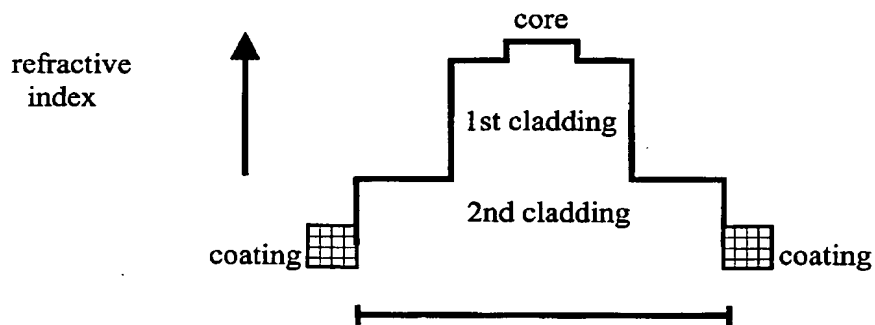 core
refractive
index
1st cladding
2nd cladding
coating
coating